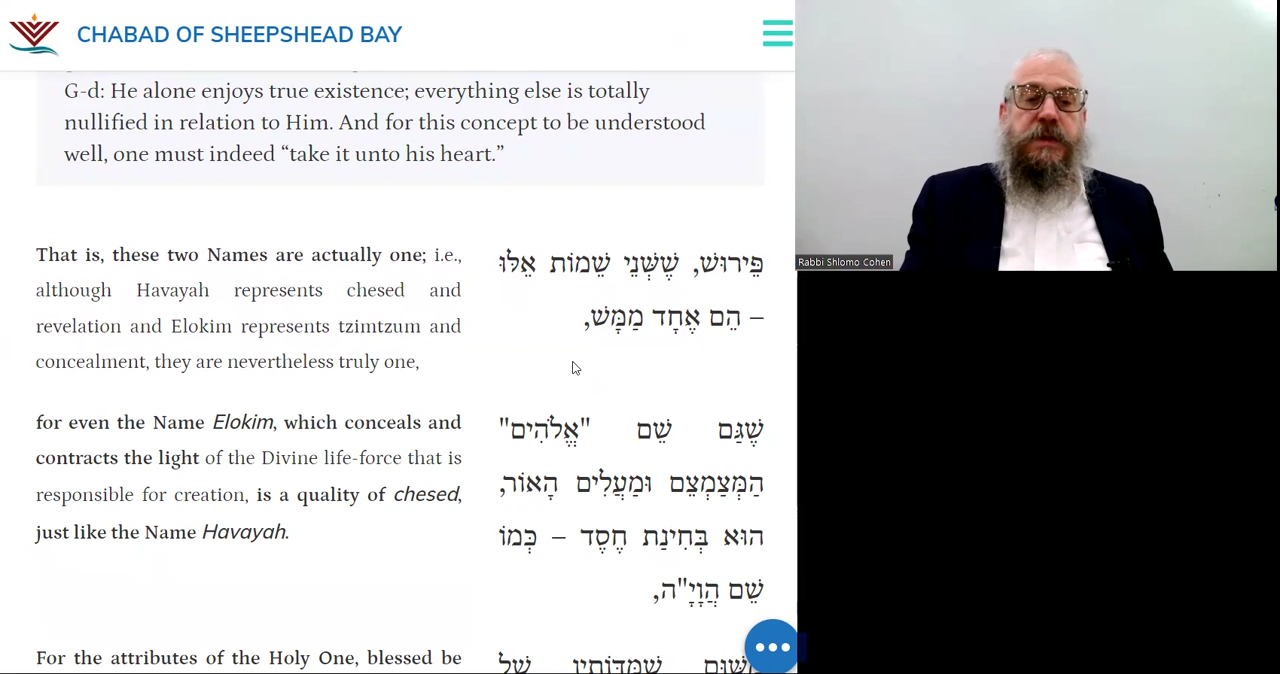 CHABAD OF SHEEPSHEAD BAY
G-d: He alone enjoys true existence; everything else is totally
nullified in relation to Him. And for this concept to be understood
well, one must indeed “take it unto his heart.”
That is, these two Names are actually one; i.e.,
although Havayah represents chesed and
revelation and Elokim represents tzimtzum and
concealment, they are nevertheless truly one,
פֵּירוּשׁ, שֶׁשְּׁנֵי שֵׁמוֹת אֵלּוּ
– הֵם אֶחָד מַמָּשׁ,
for even the Name Elokim, which conceals and
contracts the light of the Divine life-force that is
responsible for creation, is a quality of chesed,
just like the Name Havayah.
שֶׁגַּם שֵׁם "אֱלֹהִים"
הַמְּצַמְצֵם וּמַעֲלִים הָאוֹר,
הוּא בְּחִינַת חֶסֶד – כְּמוֹ
שֵׁם הֲוָיָ"ה,
For the attributes of the Holy One, blessed be
שֶׁמִּדּוֹתָיו שֶׁל
Rabbi Shlomo Cohen